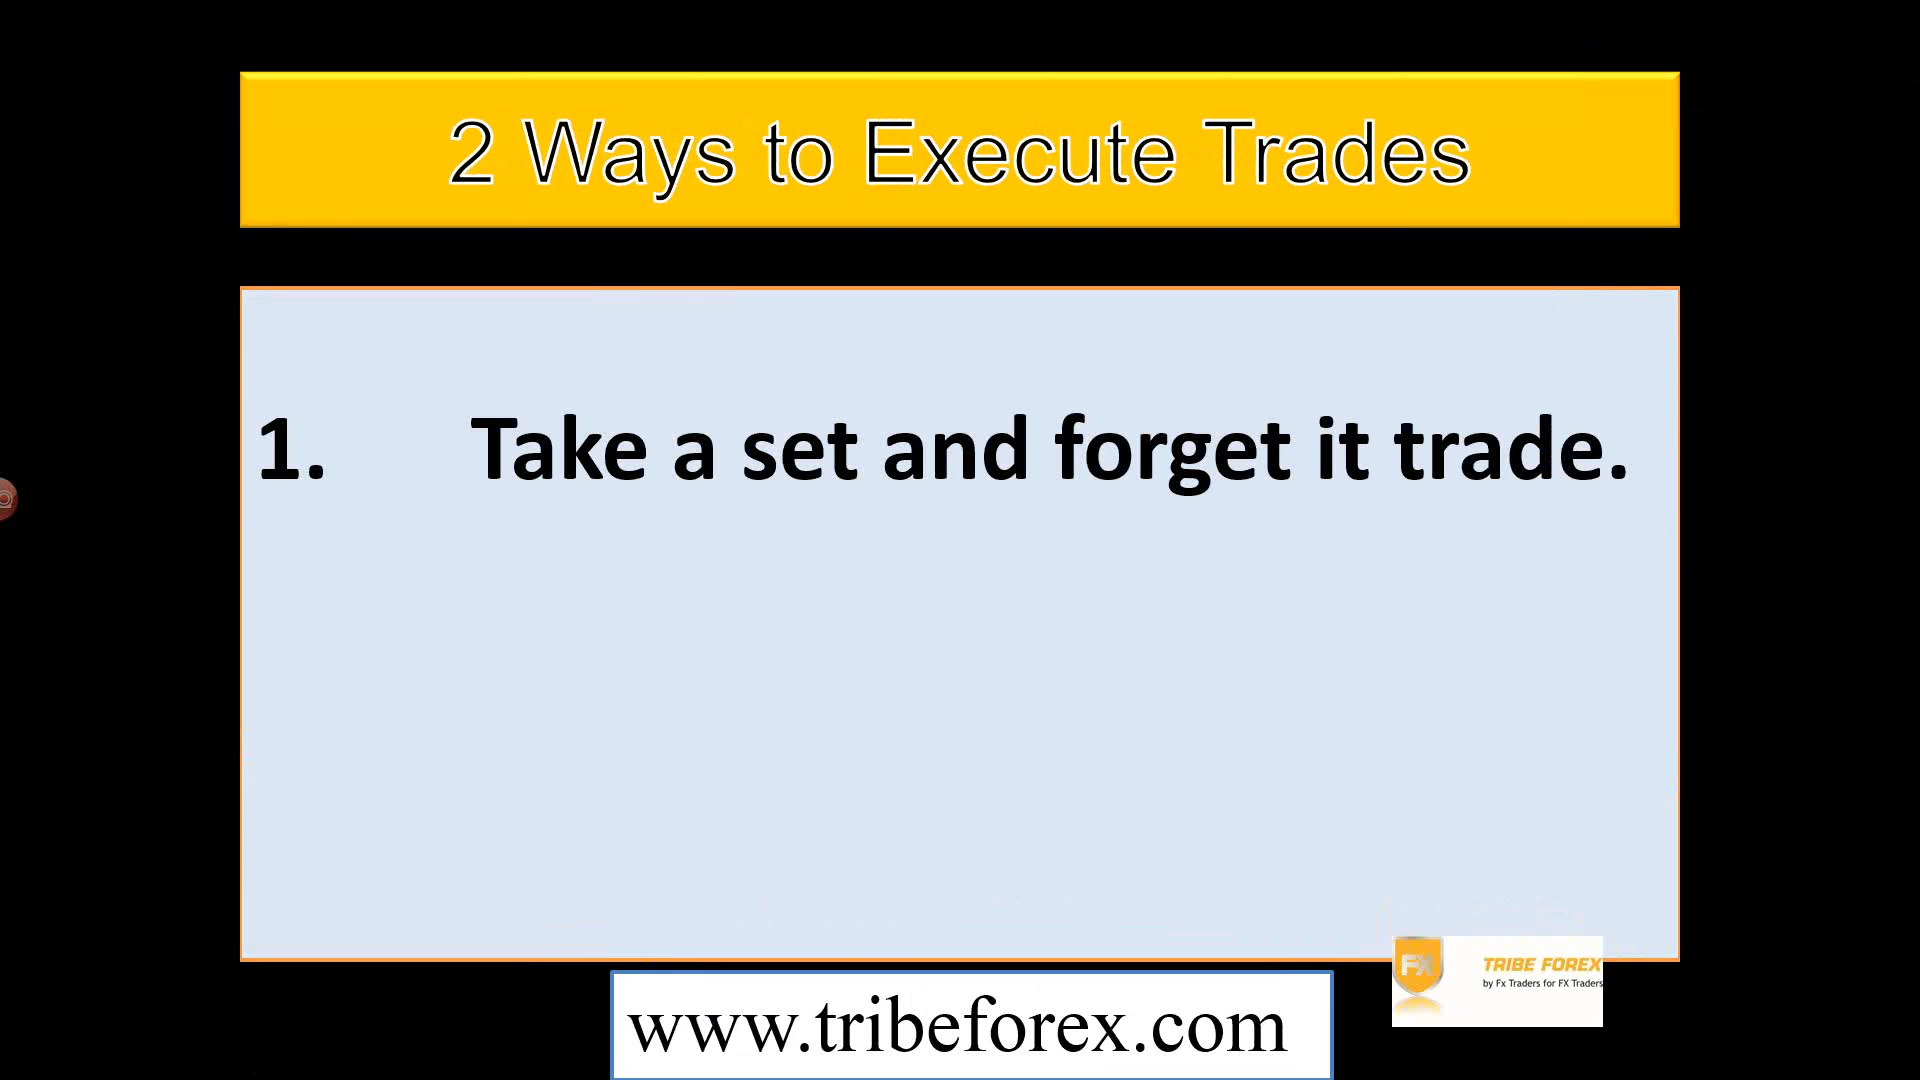 2 Ways to Execute Trades
1. Take a set and forget it trade.
FX
TRIBE FOREX
by Fx Traders for FX Traders
www.tribeforex.com